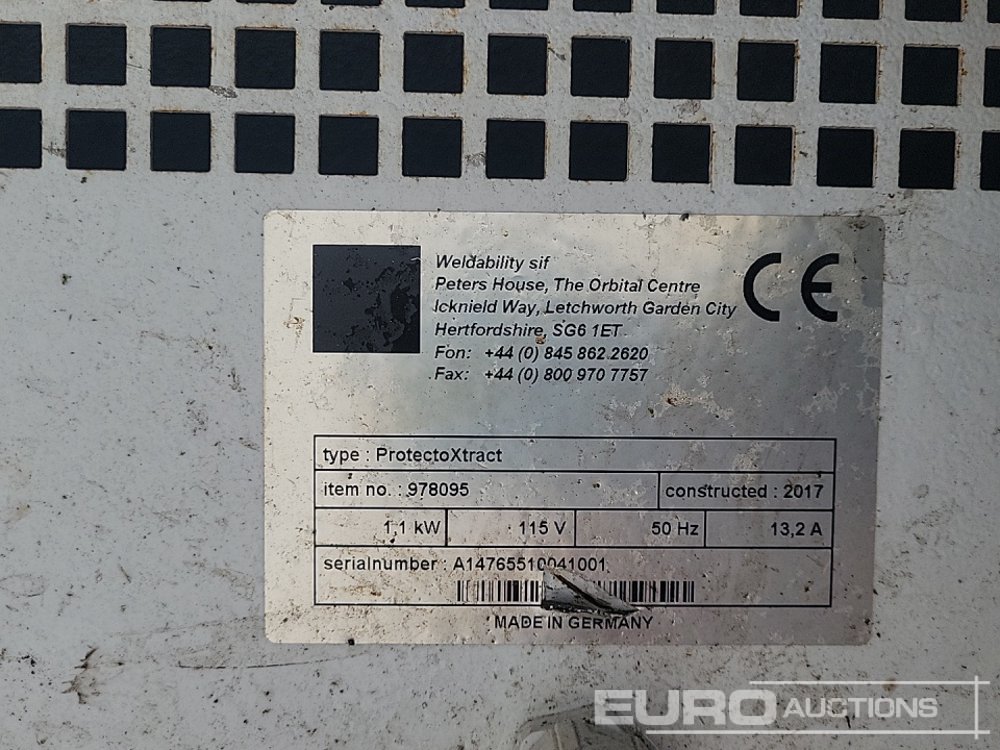 Weldability sif
Peters House, The Orbital Centre
Icknield Way, Letchworth Garden City
Hertfordshire, SG6 1ET
Fon: +44 (0) 845 862 2620
Fax: +44 (0) 800 970 7757
CE
type : ProtectoXtract
item no. : 978095 constructed : 2017
1,1 kW 115 V 50 Hz 13,2 A
serialnumber : A14765510041001
MADE IN GERMANY
EURO AUCTIONS